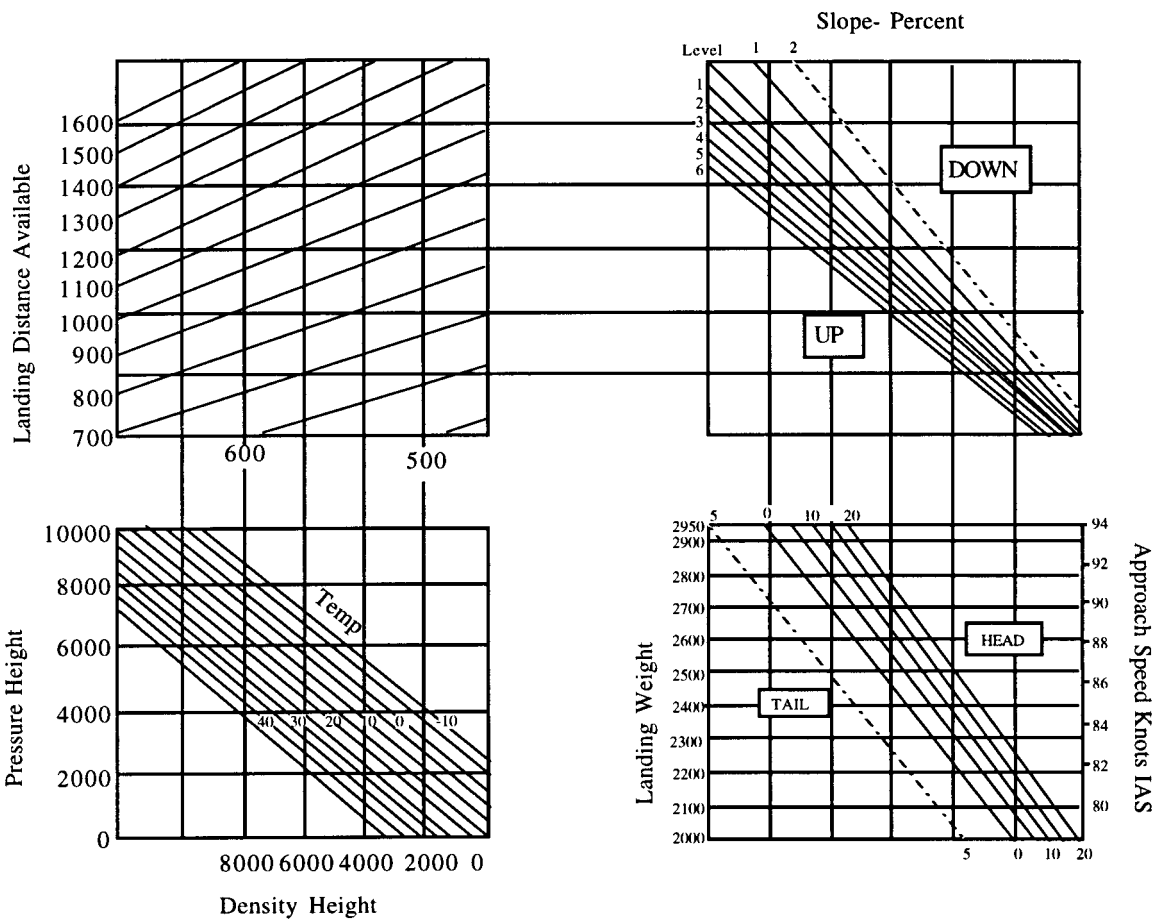 Slope- Percent
Level 1 2
1
2
3
4
5
6
DOWN
UP
Landing Distance Available
1600
1500
1400
1300
1200
1100
1000
900
800
700
600 500
Pressure Height
10000
8000
6000
4000
2000
0
Temp
40 30 20 10 0 -10
8000 6000 4000 2000 0
Density Height
Landing Weight
5 0 10 20
2950
2900
2800
2700
2600
2500
2400
2300
2200
2100
2000
HEAD
TAIL
5 0 10 20
94
92
90
88
86
84
82
80
Approach Speed Knots IAS